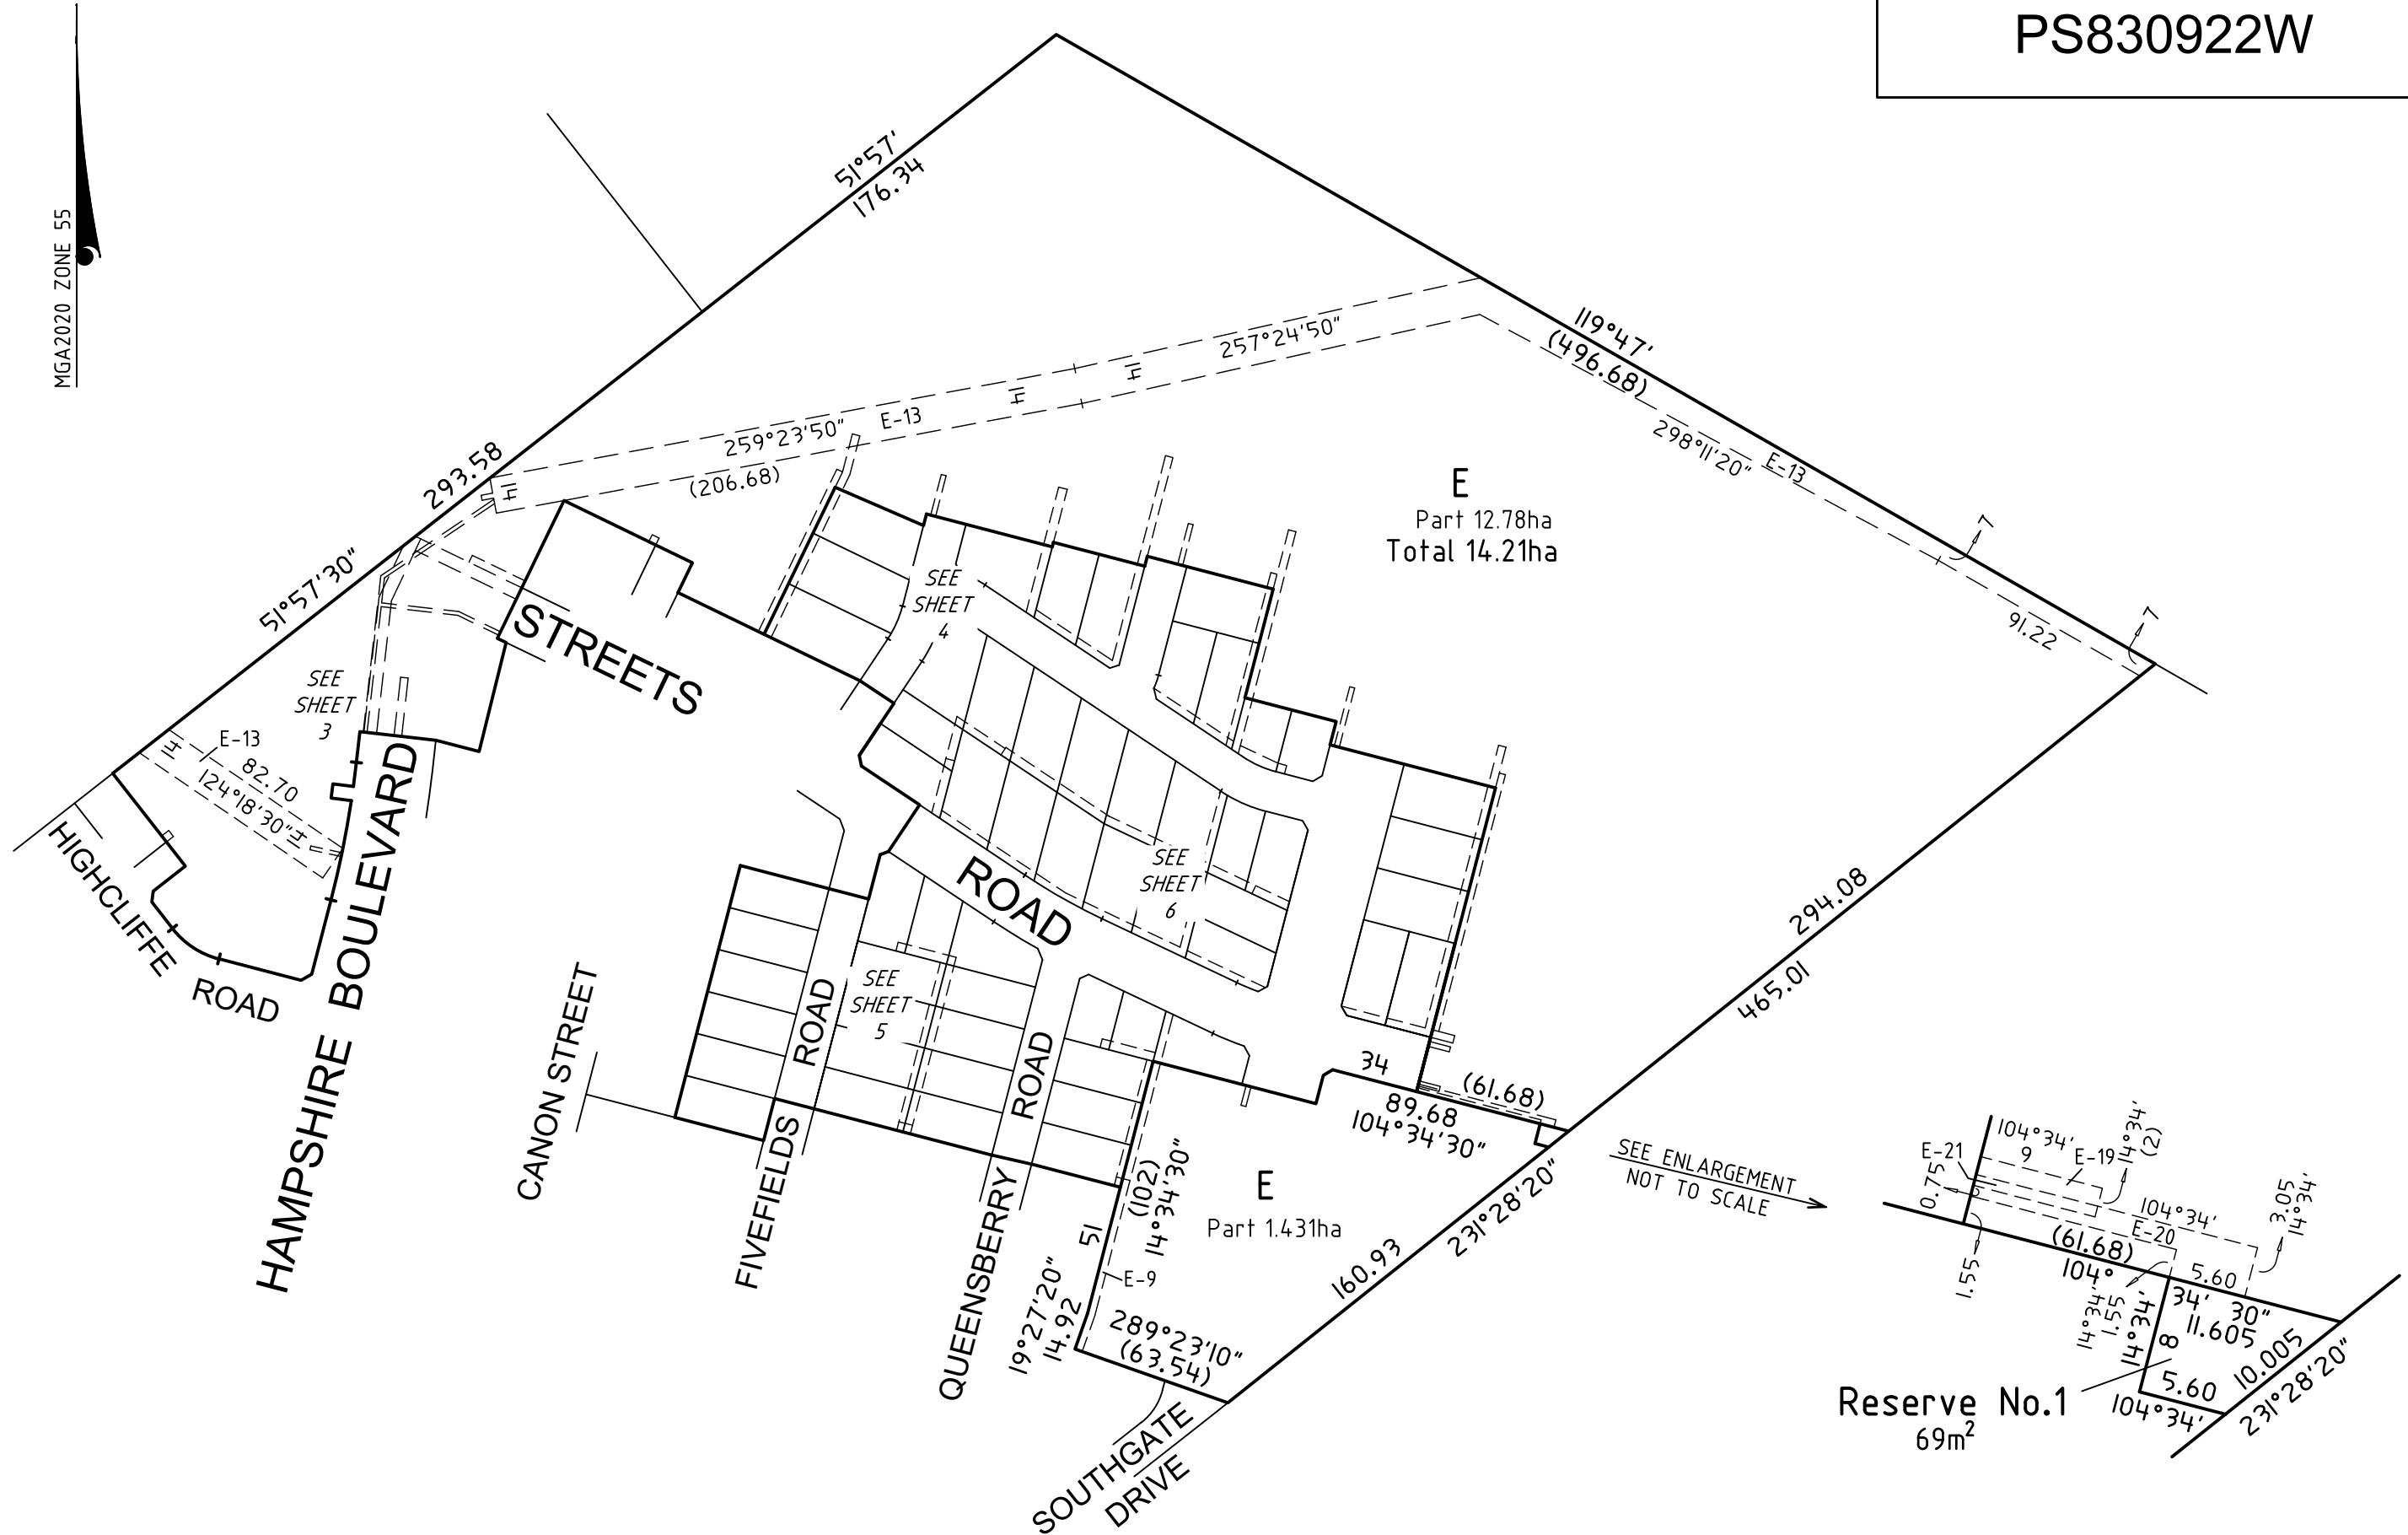 PS830922W
MGA2020 ZONE 55
51°57'
176.34
293.58
51°57'30"
119°47'
(496.68)
257°24'50"
259°23'50"
E-13
(206.68)
298°11'20"
E-13
7
7
91.22
E
Part 12.78ha
Total 14.21ha
SEE
SHEET
4
STREETS
SEE
SHEET
3
E-13
82.70
124°18'30"
HIGHCLIFFE
ROAD
HAMPSHIRE BOULEVARD
SEE
SHEET
6
ROAD
SEE
SHEET
5
ROAD
ROAD
CANON STREET
FIVEFIELDS
QUEENSBERRY
34
(61.68)
89.68
104°34'30"
294.08
465.01
231°28'20"
160.93
E
Part 1.431ha
(102)
14°34'30"
51
E-9
19°27'20"
14.92
289°23'10"
(63.54)
SOUTHGATE
DRIVE
SEE ENLARGEMENT
NOT TO SCALE
E-21
104°34'
9
E-19
14°34'
(2)
0.75
104°34'
E-20
3.05
14°34'
(61.68)
104°
34' 30"
5.60
11.605
1.55
14°34'
1.55
14°34'
8
5.60
104°34'
10.005
231°28'20"
Reserve No.1
69m²